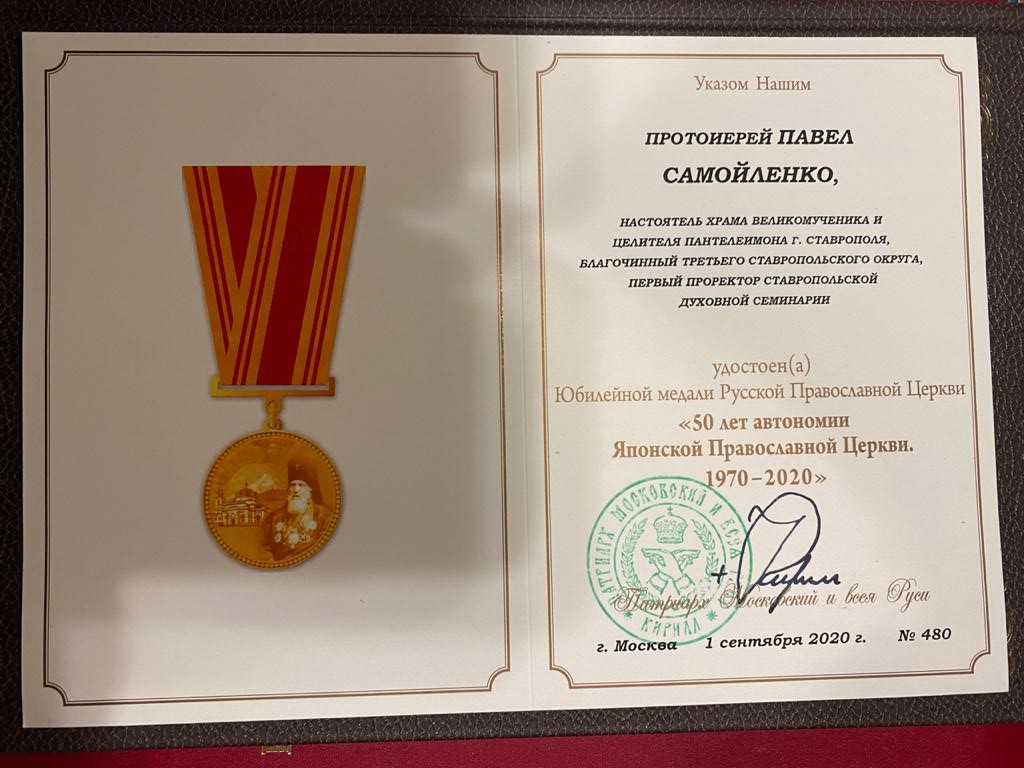 Указом Нашим
ПРОТОИЕРЕЙ ПАВЕЛ
САМОЙЛЕНКО,
НАСТОЯТЕЛЬ ХРАМА ВЕЛИКОМУЧЕНИКА И
ЦЕЛИТЕЛЯ ПАНТЕЛЕИМОНА Г. СТАВРОПОЛЯ,
БЛАГОЧИННЫЙ ТРЕТЬЕГО СТАВРОПОЛЬСКОГО ОКРУГА,
ПЕРВЫЙ ПРОРЕКТОР СТАВРОПОЛЬСКОЙ
ДУХОВНОЙ СЕМИНАРИИ
удостоен(а)
Юбилейной медали Русской Православной Церкви
«50 лет автономии
Японской Православной Церкви.
1970–2020»
ПАТРИАРХ МОСКОВСКИЙ И ВСЕЯ
КИРИЛЛ
+ Кирилл
Патриарх Московский и всея Руси
г. Москва 1 сентября 2020 г. № 480